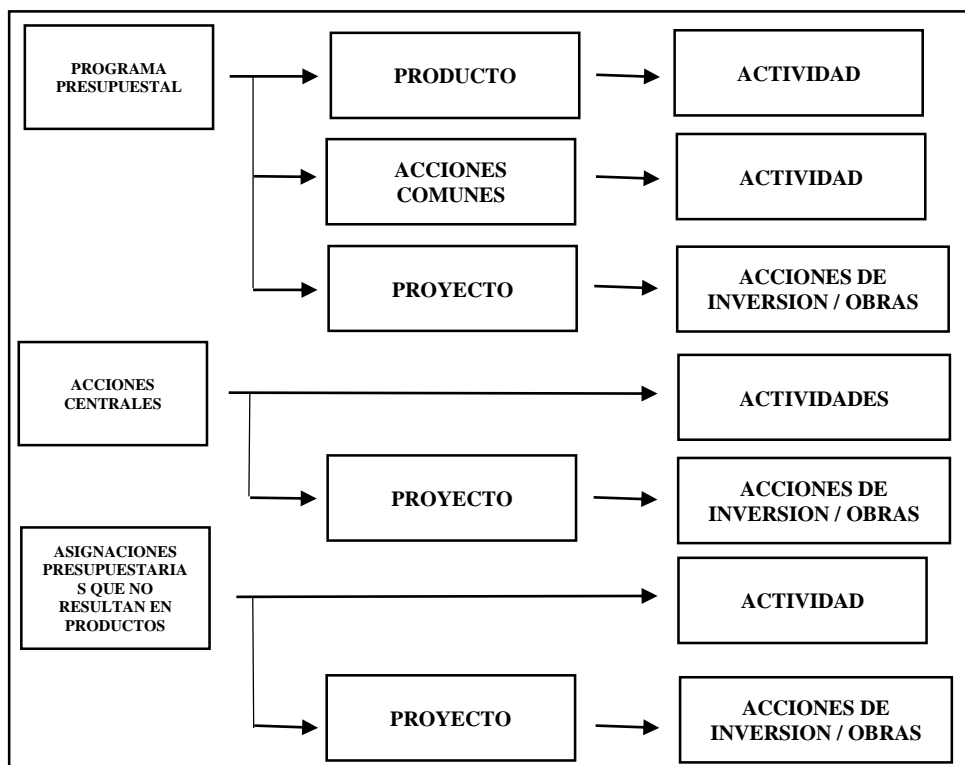 PROGRAMA
PRESUPUESTAL
PRODUCTO
ACTIVIDAD
ACCIONES
COMUNES
ACTIVIDAD
PROYECTO
ACCIONES DE
INVERSION / OBRAS
ACCIONES
CENTRALES
ACTIVIDADES
PROYECTO
ACCIONES DE
INVERSION / OBRAS
ASIGNACIONES
PRESUPUESTARIA
S QUE NO
RESULTAN EN
PRODUCTOS
ACTIVIDAD
PROYECTO
ACCIONES DE
INVERSION / OBRAS